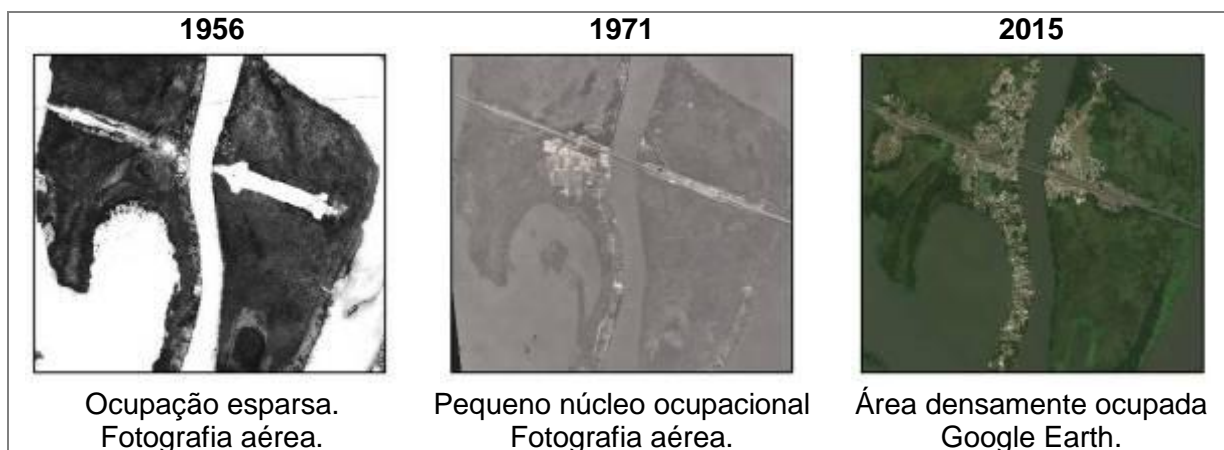 1956
1971
2015
Ocupação esparsa.
Fotografia aérea.
Pequeno núcleo ocupacional
Fotografia aérea.
Área densamente ocupada
Google Earth.